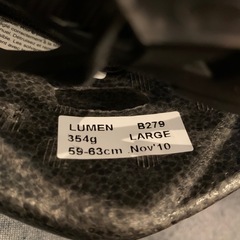 LUMEN B279
354g LARGE
59-63cm Nov'10